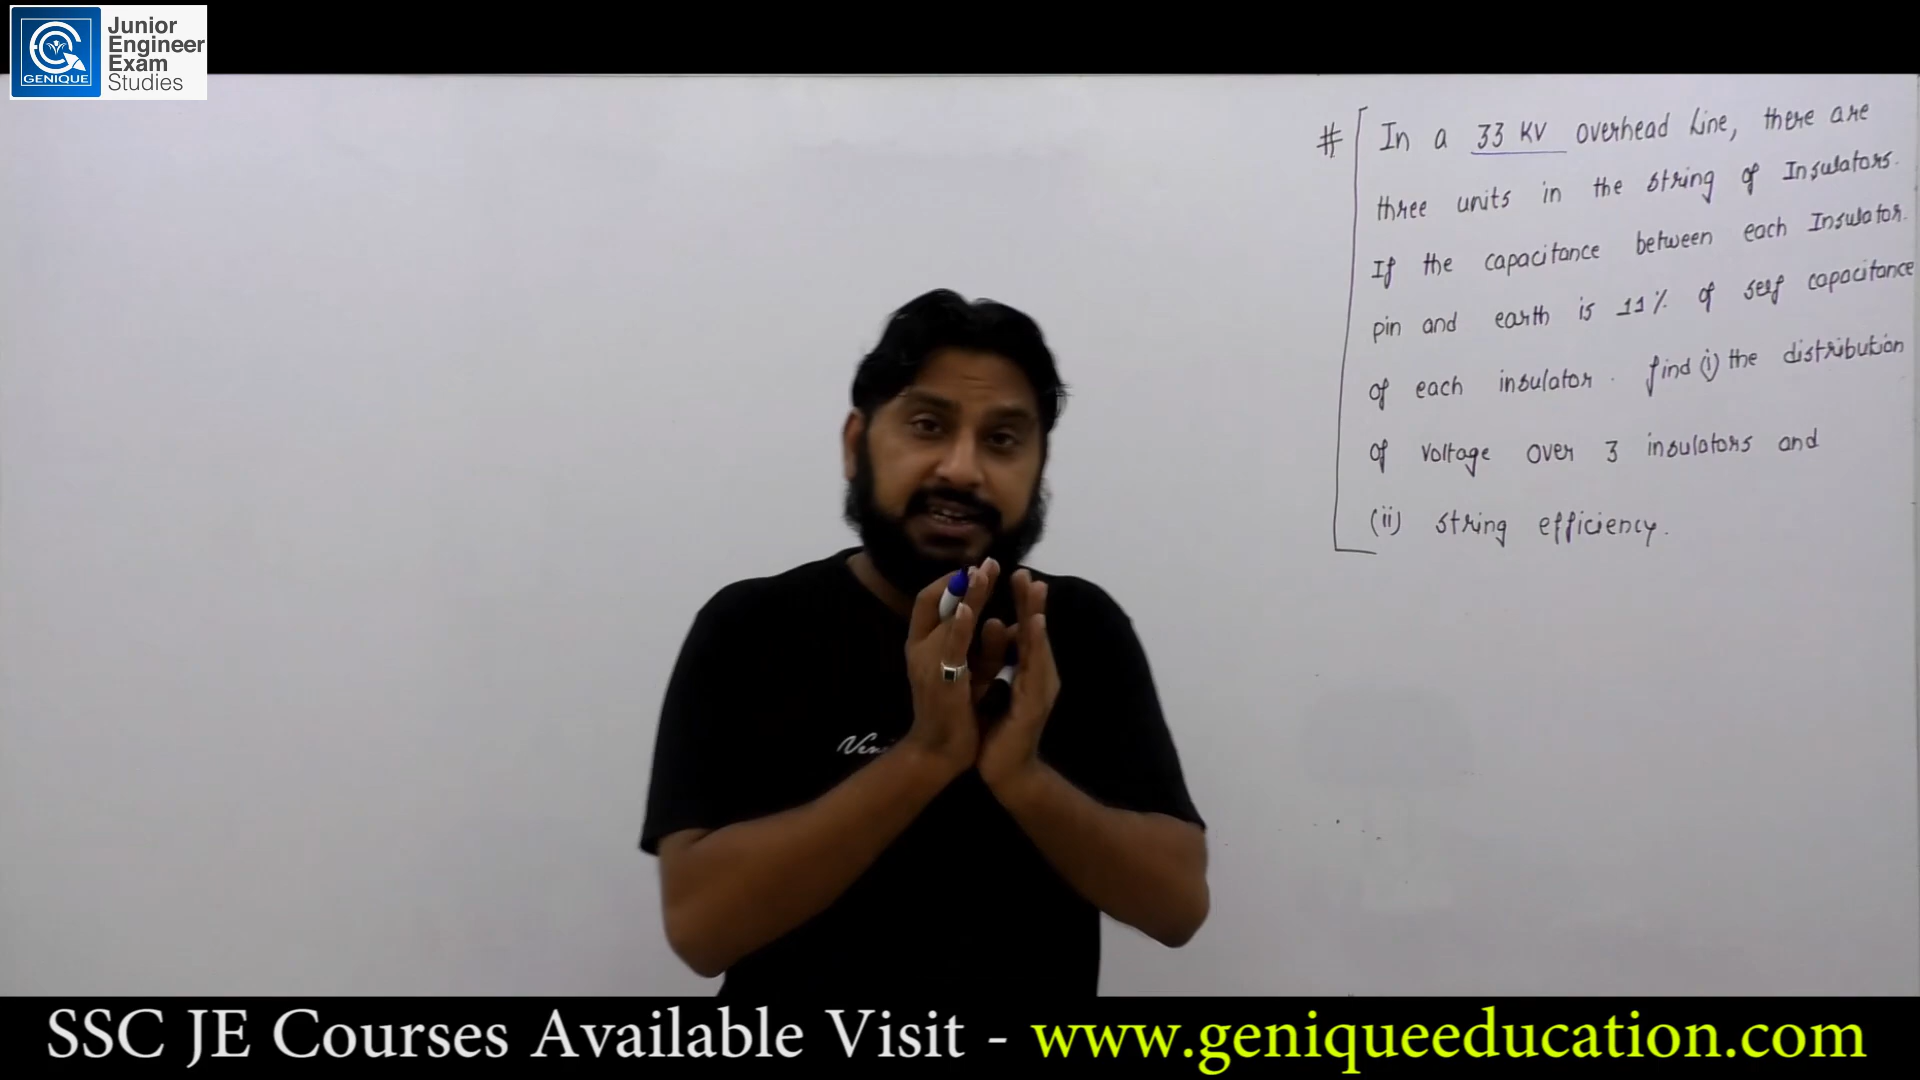 Junior
Engineer
Exam
Studies
GENIQUE
# In a 33 KV overhead Line, there are
three units in the string of Insulators.
If the capacitance between each Insulator
pin and earth is 11% of self capacitance
of each insulator. find (i) the distribution
of voltage over 3 insulators and
(ii) string efficiency.
SSC JE Courses Available Visit - www.geniqueeducation.com